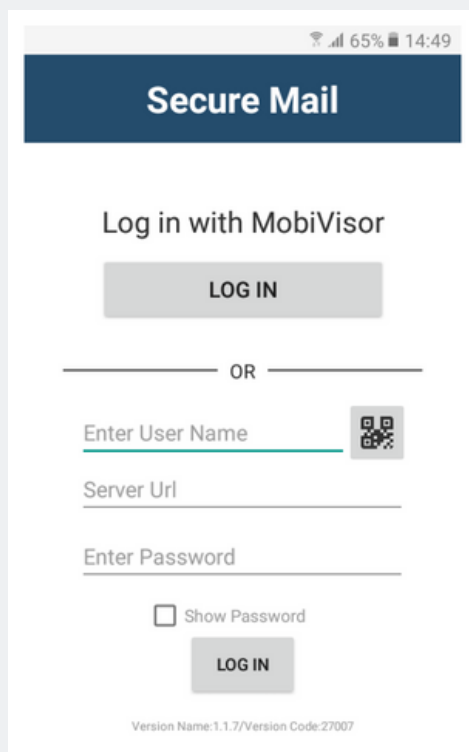 65% 14:49
Secure Mail
Log in with MobiVisor
LOG IN
OR
Enter User Name
Server Url
Enter Password
Show Password
LOG IN
Version Name:1.1.7/Version Code:27007